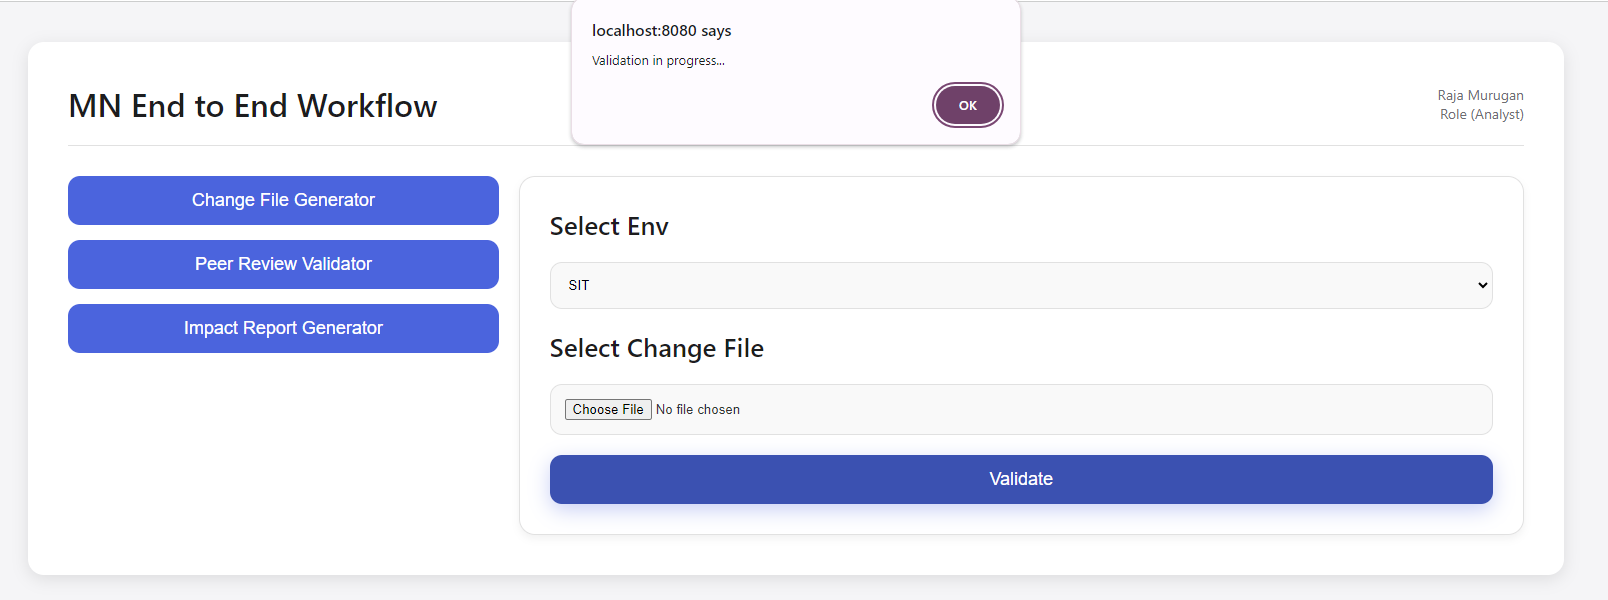 localhost:8080 says
Validation in progress...
OK
MN End to End Workflow
Raja Murugan
Role (Analyst)
Change File Generator
Peer Review Validator
Impact Report Generator
Select Env
SIT
Select Change File
Choose File No file chosen
Validate